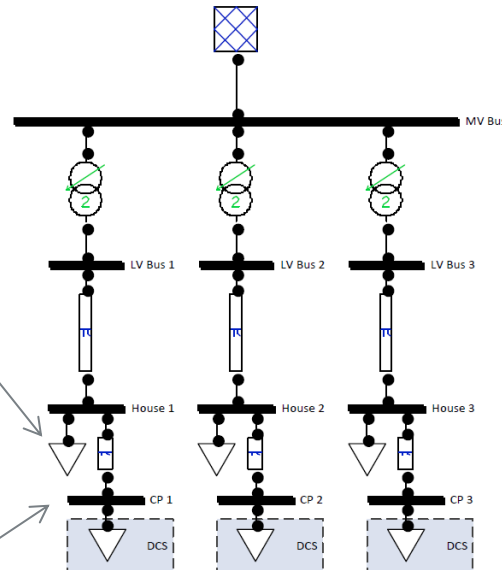 MV Bus
2 2 2
LV Bus 1 LV Bus 2 LV Bus 3
π π π
House 1 House 2 House 3
π π π
CP 1 CP 2 CP 3
DCS DCS DCS